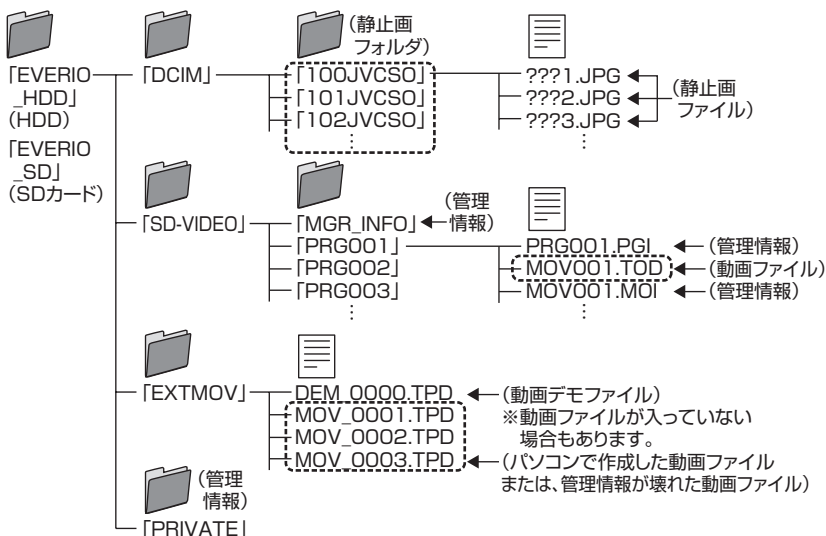 (静止画
フォルダ)
「EVERIO
_HDD」
(HDD)
「EVERIO
_SD」
(SDカード)
「DCIM」
「100JVCSO」
「101JVCSO」
「102JVCSO」
⋮
???1.JPG
???2.JPG
???3.JPG
⋮
(静止画
ファイル)
「SD-VIDEO」
「MGR_INFO」
(管理
情報)
「PRG001」
「PRG002」
「PRG003」
⋮
PRG001.PGI
(管理情報)
MOV001.TOD
(動画ファイル)
MOV001.MOI
(管理情報)
⋮
「EXTMOV」
DEM_0000.TPD
(動画デモファイル)
※動画ファイルが入っていない
場合もあります。
MOV_0001.TPD
MOV_0002.TPD
MOV_0003.TPD
(パソコンで作成した動画ファイル
または、管理情報が壊れた動画ファイル)
(管理
情報)
「PRIVATE」